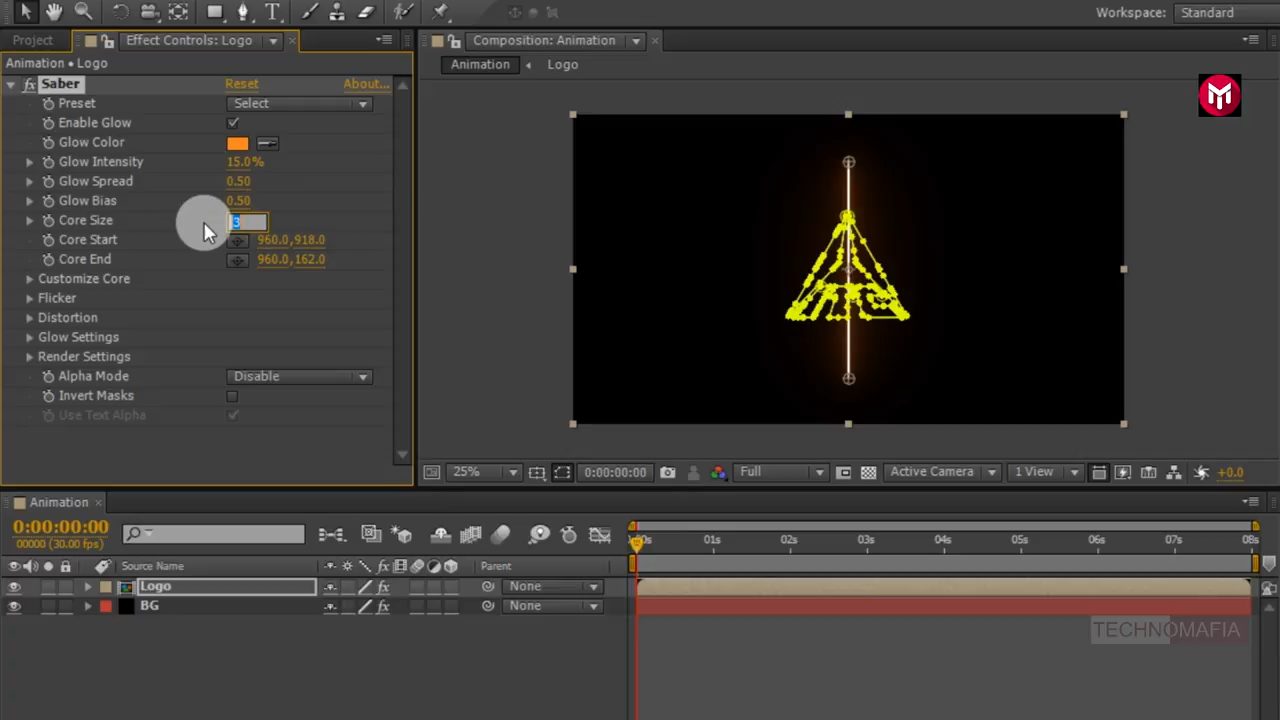 Workspace: Standard
Project
Effect Controls: Logo
Composition: Animation
Animation • Logo
Animation
Logo
Saber
Reset
About...
Preset
Select
Enable Glow
Glow Color
Glow Intensity
15.0%
Glow Spread
0.50
Glow Bias
0.50
Core Size
3
Core Start
960.0,918.0
Core End
960.0,162.0
Customize Core
Flicker
Distortion
Glow Settings
Render Settings
Alpha Mode
Disable
Invert Masks
Use Text Alpha
25%
0:00:00:00
Full
Active Camera
1 View
+0.0
Animation
0:00:00:00
00000 (30.00 fps)
01s 02s 03s 04s 05s 06s 07s 08s
Source Name
Parent
Logo
None
BG
None
TECHNOMAFIA